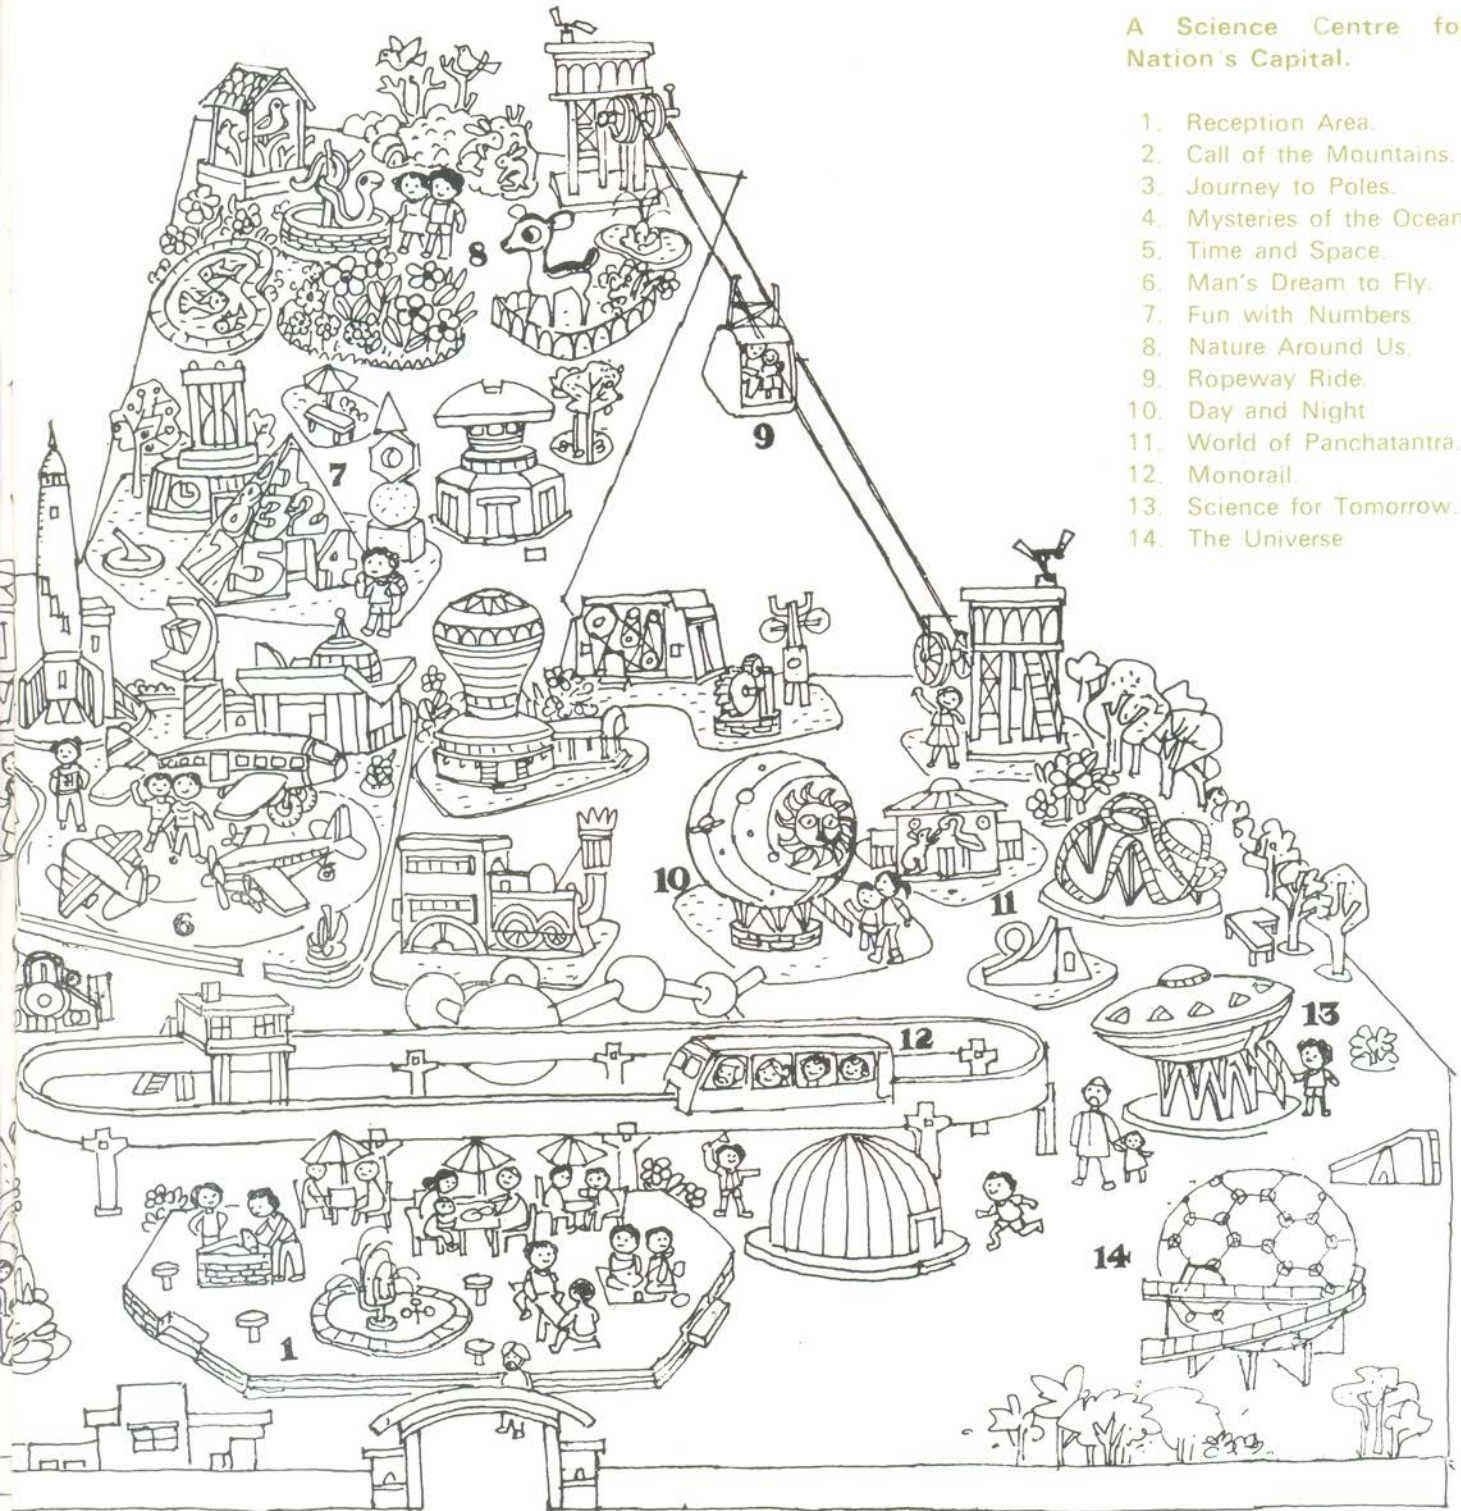 A Science Centre fo
Nation's Capital.
1. Reception Area.
2. Call of the Mountains.
3. Journey to Poles.
4. Mysteries of the Ocean
5. Time and Space.
6. Man's Dream to Fly.
7. Fun with Numbers.
8. Nature Around Us.
9. Ropeway Ride.
10. Day and Night
11. World of Panchatantra.
12. Monorail.
13. Science for Tomorrow.
14. The Universe
8
9
7
832
5-4
10
11
6
12
13
14
1